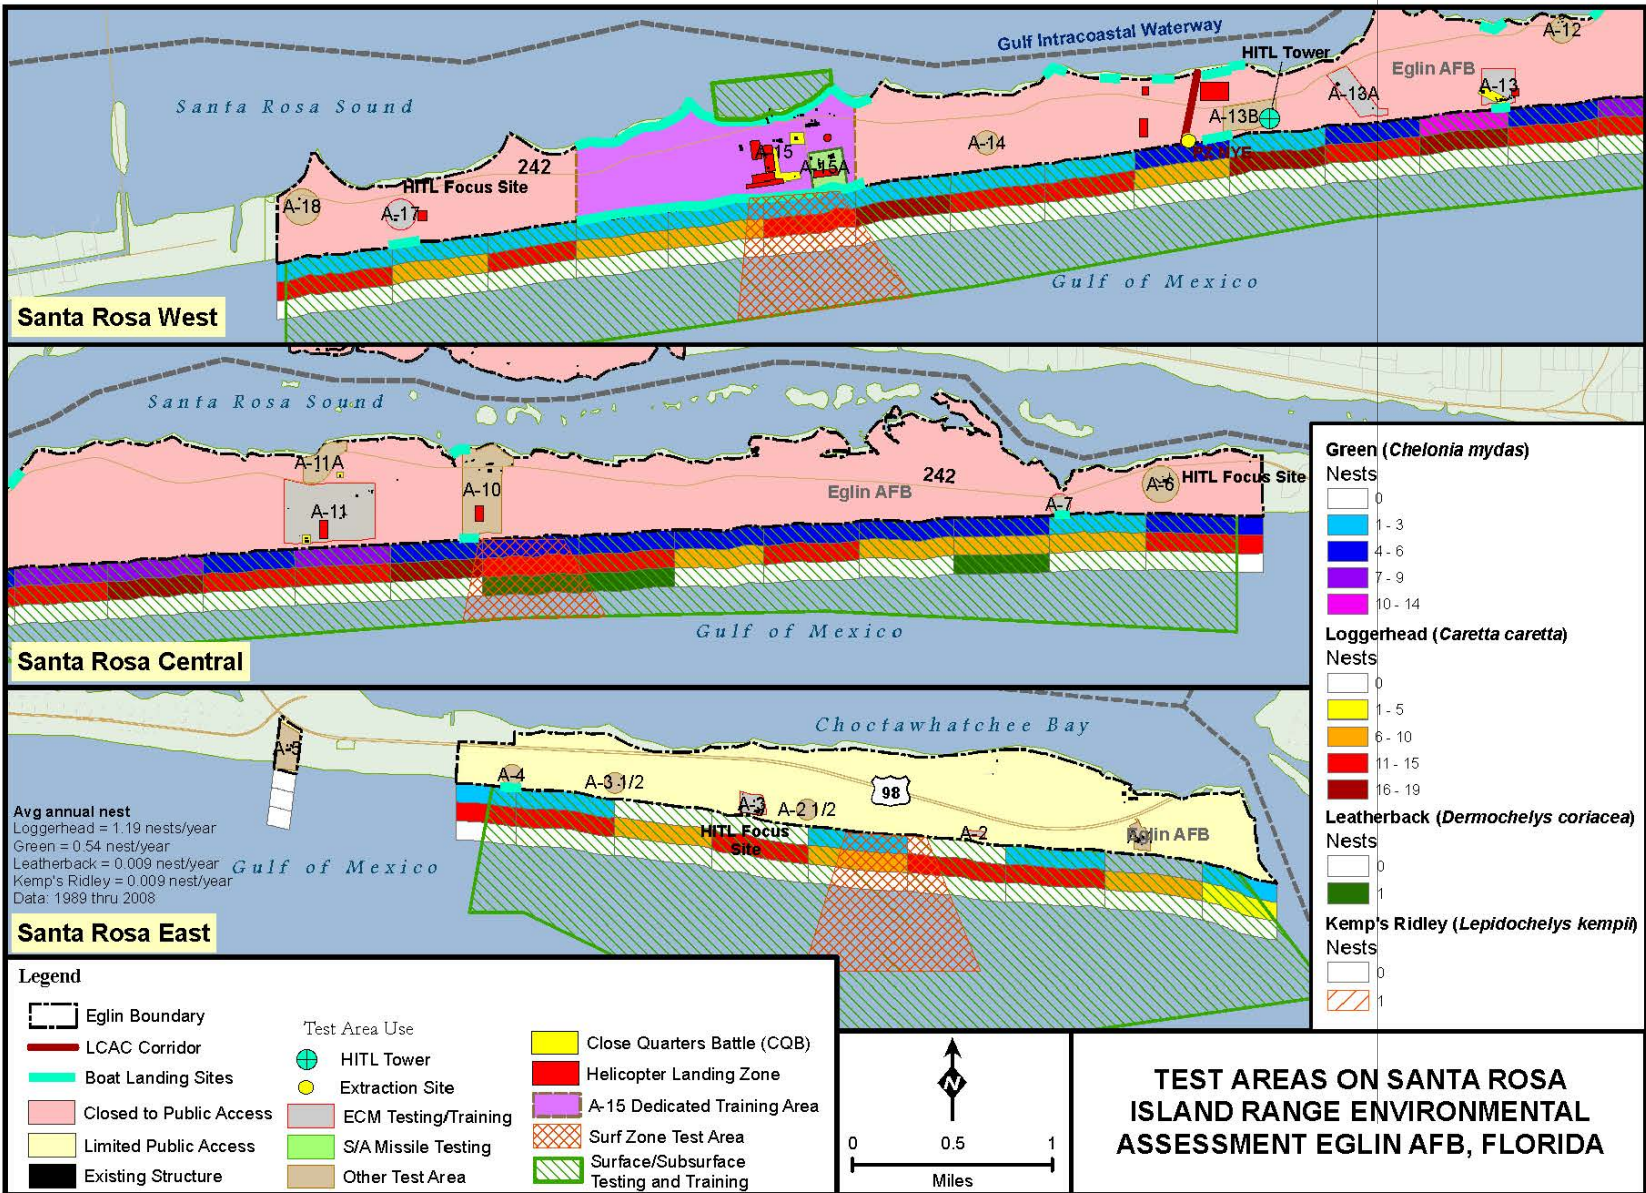 Gulf Intracoastal Waterway
HITL Tower
A-12
Eglin AFB
Santa Rosa Sound
A-13A
A-13
A-13B
A-14
A-15
A-15A
242
HITL Focus Site
A-18
A-17
Gulf of Mexico
Santa Rosa West
Santa Rosa Sound
A-11A
A-11
A-10
Eglin AFB
242
A-7
A-6
HITL Focus Site
Gulf of Mexico
Santa Rosa Central
Choctawhatchee Bay
A-5
A-4
A-3 1/2
A-3
A-2 1/2
98
A-2
Eglin AFB
HITL Focus
Site
Avg annual nest
Loggerhead = 1.19 nests/year
Green = 0.54 nest/year
Leatherback = 0.009 nest/year
Kemp's Ridley = 0.009 nest/year
Data: 1989 thru 2008
Gulf of Mexico
Santa Rosa East
Green (Chelonia mydas)
Nests
0
1 - 3
4 - 6
7 - 9
10 - 14
Loggerhead (Caretta caretta)
Nests
0
1 - 5
6 - 10
11 - 15
16 - 19
Leatherback (Dermochelys coriacea)
Nests
0
1
Kemp's Ridley (Lepidochelys kempii)
Nests
0
1
Legend
Eglin Boundary
LCAC Corridor
Boat Landing Sites
Closed to Public Access
Limited Public Access
Existing Structure
Test Area Use
HITL Tower
Extraction Site
ECM Testing/Training
S/A Missile Testing
Other Test Area
Close Quarters Battle (CQB)
Helicopter Landing Zone
A-15 Dedicated Training Area
Surf Zone Test Area
Surface/Subsurface
Testing and Training
N
0 0.5 1
Miles
TEST AREAS ON SANTA ROSA
ISLAND RANGE ENVIRONMENTAL
ASSESSMENT EGLIN AFB, FLORIDA